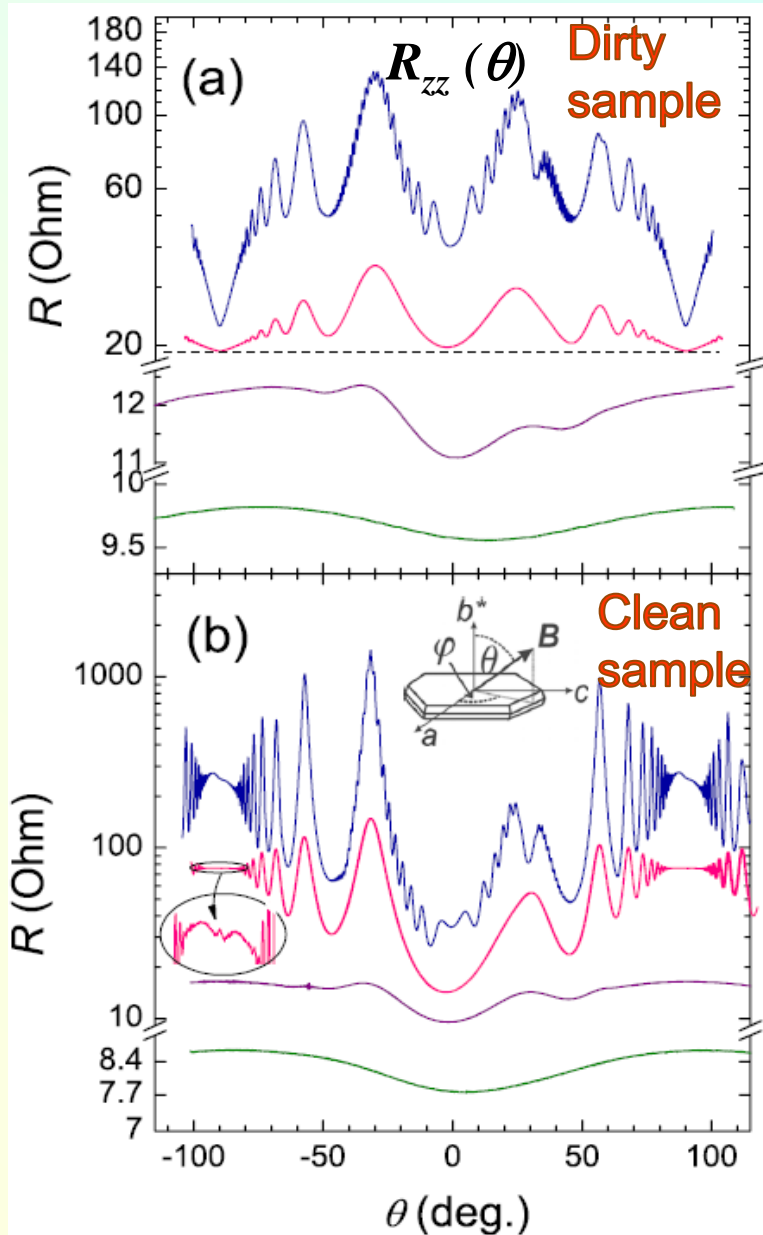 (a)
R_zz (θ)
Dirty
sample
180
140
100
60
20
12
11
10
9.5
R (Ohm)
(b)
Clean
sample
b*
B
φ
θ
c
a
1000
100
10
8.4
7.7
7
R (Ohm)
-100 -50 0 50 100
θ (deg.)